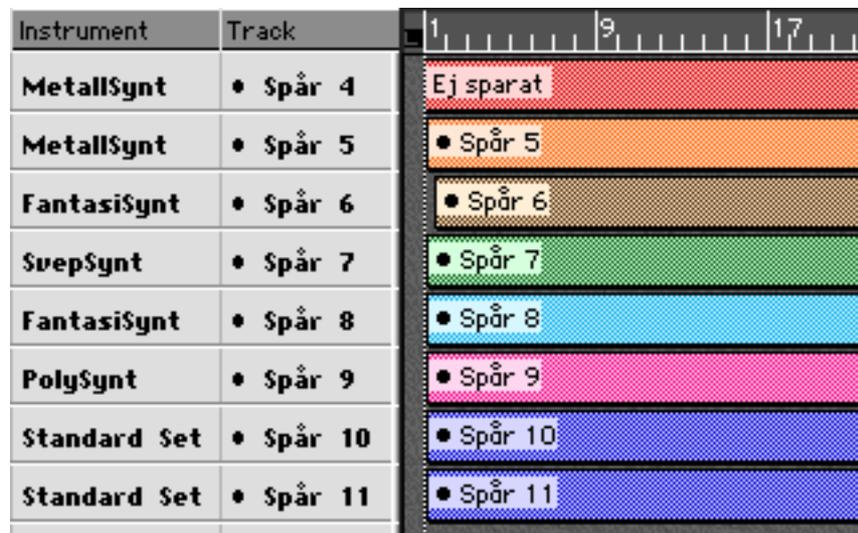 Instrument Track 1 9 17
MetallSynt • Spår 4 Ej sparat
MetallSynt • Spår 5 • Spår 5
FantasiSynt • Spår 6 • Spår 6
SvepSynt • Spår 7 • Spår 7
FantasiSynt • Spår 8 • Spår 8
PolySynt • Spår 9 • Spår 9
Standard Set • Spår 10 • Spår 10
Standard Set • Spår 11 • Spår 11